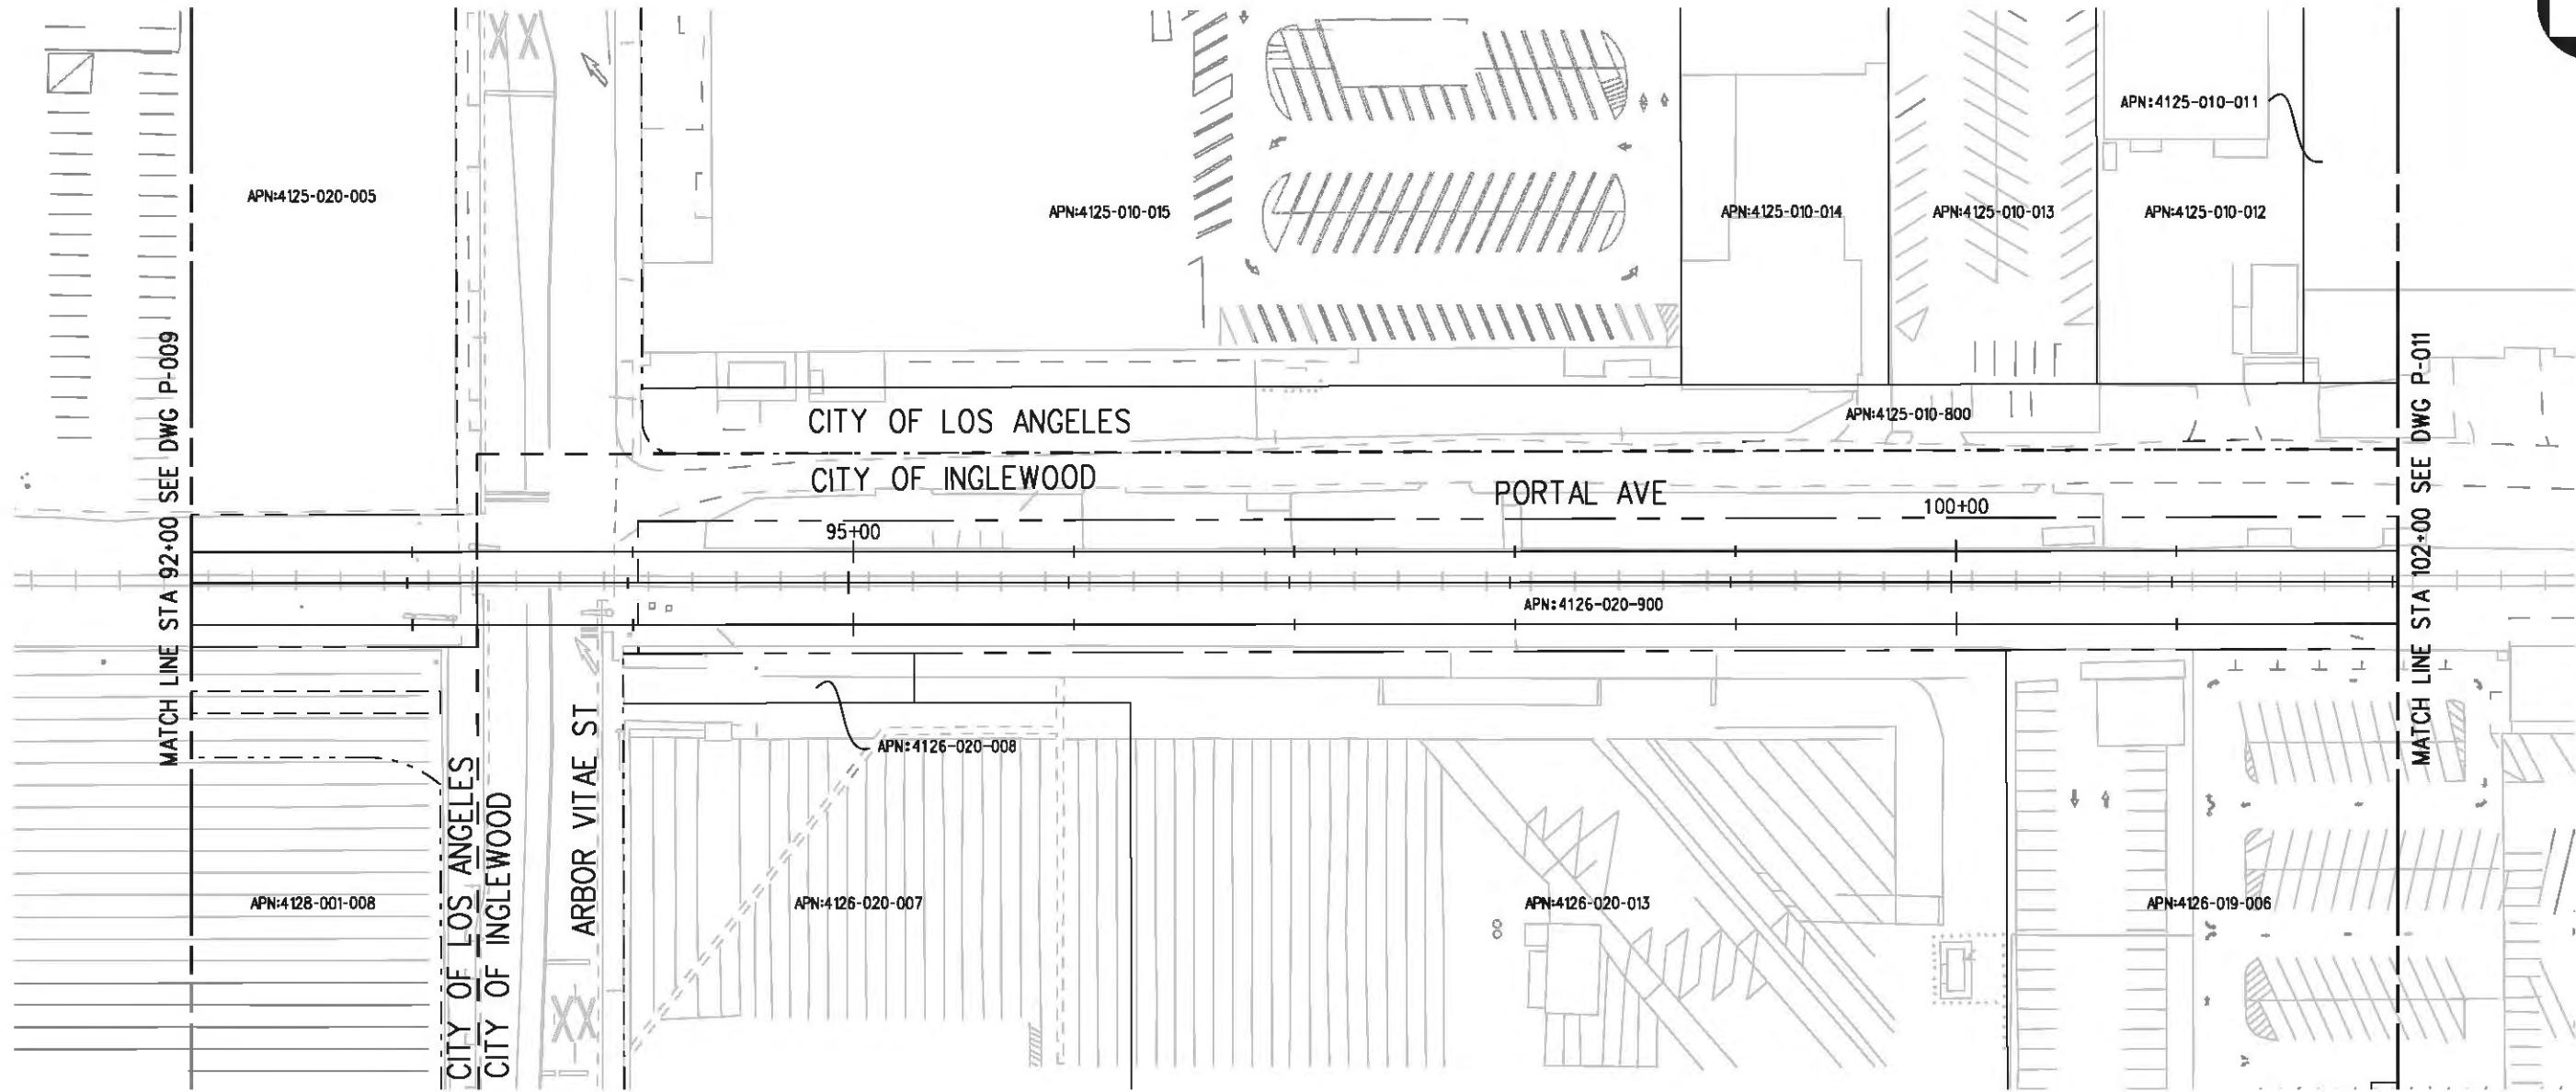 APN:4125-010-011
APN:4125-020-005
APN:4125-010-015
APN:4125-010-014
APN:4125-010-013
APN:4125-010-012
MATCH LINE STA 92+00 SEE DWG P-009
MATCH LINE STA 102+00 SEE DWG P-011
CITY OF LOS ANGELES
APN:4125-010-800
CITY OF INGLEWOOD
PORTAL AVE
95+00
100+00
APN:4126-020-900
APN:4126-020-008
CITY OF LOS ANGELES
CITY OF INGLEWOOD
ARBOR VITAE ST
APN:4128-001-008
APN:4126-020-007
APN:4126-020-013
APN:4126-019-006